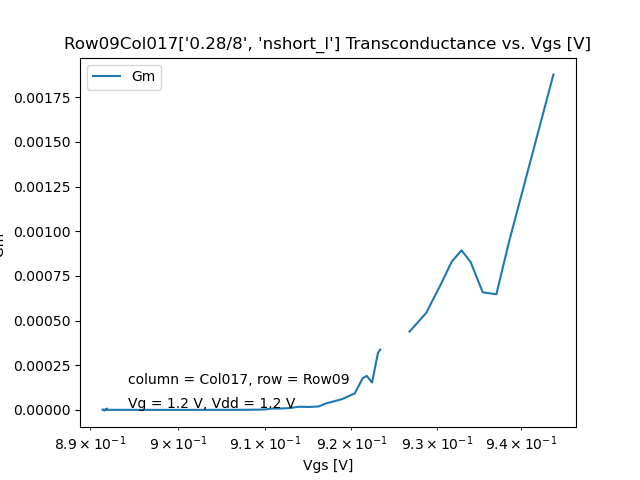 Row09Col017['0.28/8', 'nshort_l'] Transconductance vs. Vgs [V]
Gm
0.00175
0.00150
0.00125
0.00100
0.00075
0.00050
0.00025
0.00000
Gm
column = Col017, row = Row09
Vg = 1.2 V, Vdd = 1.2 V
8.9 × 10⁻¹ 9 × 10⁻¹ 9.1 × 10⁻¹ 9.2 × 10⁻¹ 9.3 × 10⁻¹ 9.4 × 10⁻¹
Vgs [V]